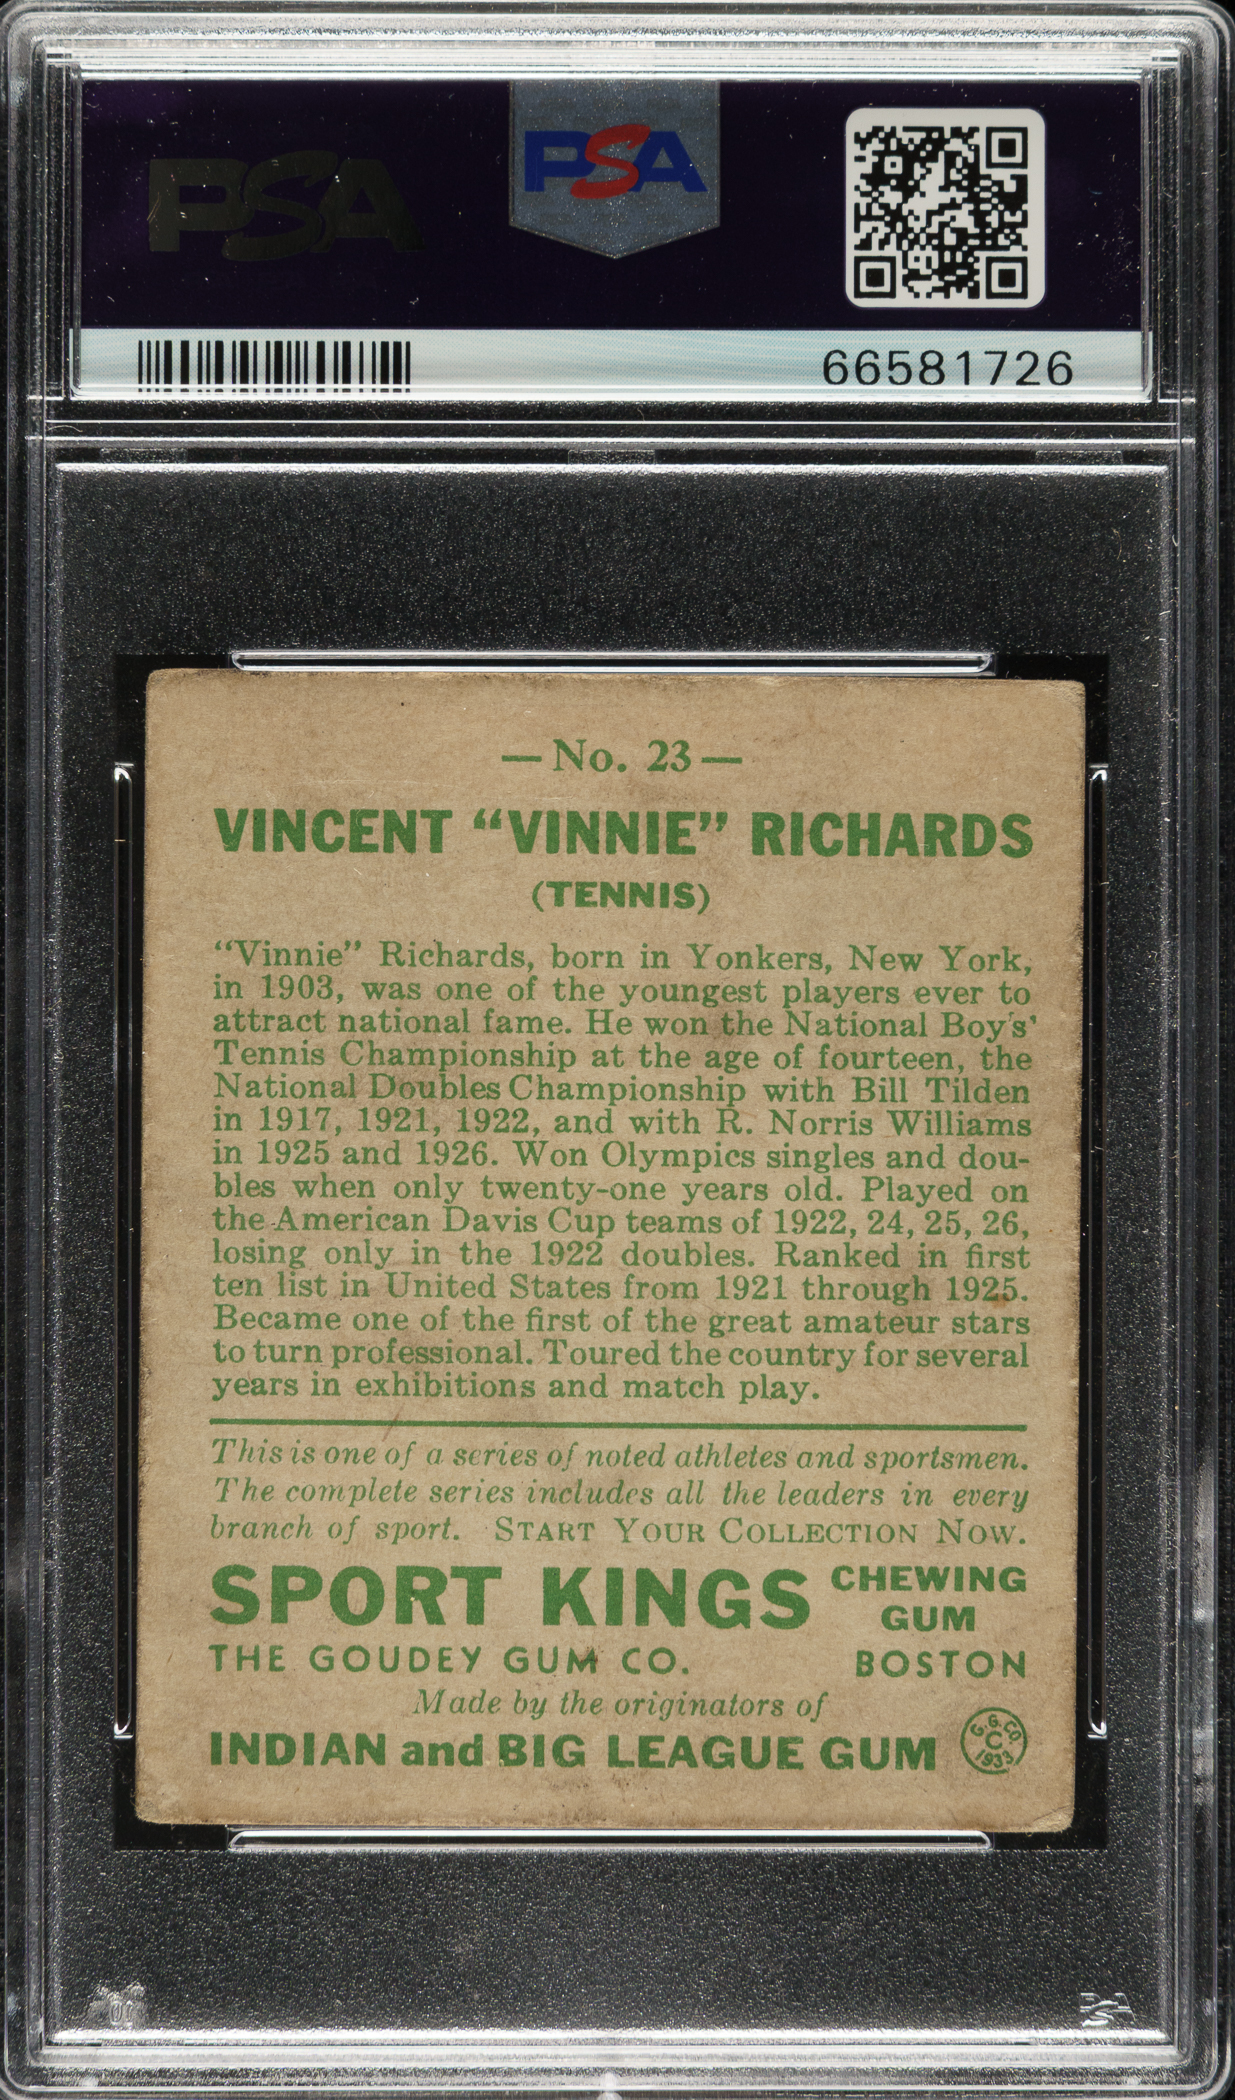 PSA
PSA
66581726
— No. 23 —
VINCENT “VINNIE” RICHARDS
(TENNIS)
“Vinnie” Richards, born in Yonkers, New York,
in 1903, was one of the youngest players ever to
attract national fame. He won the National Boy's’
Tennis Championship at the age of fourteen, the
National Doubles Championship with Bill Tilden
in 1917, 1921, 1922, and with R. Norris Williams
in 1925 and 1926. Won Olympics singles and dou-
bles when only twenty-one years old. Played on
the American Davis Cup teams of 1922, 24, 25, 26,
losing only in the 1922 doubles. Ranked in first
ten list in United States from 1921 through 1925.
Became one of the first of the great amateur stars
to turn professional. Toured the country for several
years in exhibitions and match play.
This is one of a series of noted athletes and sportsmen.
The complete series includes all the leaders in every
branch of sport. START YOUR COLLECTION NOW.
SPORT KINGS CHEWING GUM
THE GOUDEY GUM CO. BOSTON
Made by the originators of
INDIAN and BIG LEAGUE GUM
G.G.CO.
C
1933
PSA